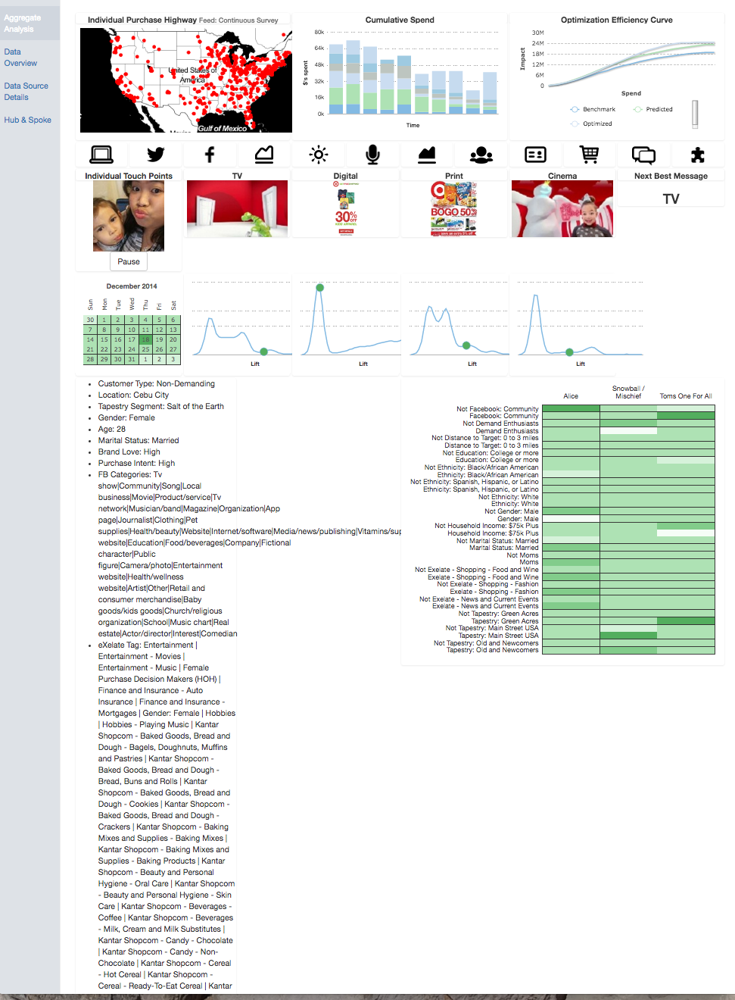 Aggregate
Analysis
Data
Overview
Data Source
Details
Hub & Spoke
Individual Purchase Highway Feed: Continuous Survey
United States of
America
Gulf of Mexico
Cumulative Spend
80k
64k
48k
32k
16k
0k
$'s spent
Time
Optimization Efficiency Curve
30M
24M
18M
12M
6M
0
Impact
Spend
Benchmark
Predicted
Optimized
Individual Touch Points
TV
Digital
Print
Cinema
Next Best Message
Pause
30%
OFF
BOGO 50%
TV
December 2014
Sun Mon Tue Wed Thu Fri Sat
30 1 2 3 4 5 6
7 8 9 10 11 12 13
14 15 16 17 18 19 20
21 22 23 24 25 26 27
28 29 30 31 1 2 3
Lift
Lift
Lift
Lift
Customer Type: Non-Demanding
Location: Cebu City
Tapestry Segment: Salt of the Earth
Gender: Female
Age: 28
Marital Status: Married
Brand Love: High
Purchase Intent: High
FB Categories: Tv
show|Community|Song|Local
business|Movie|Product/service|Tv
network|Musician/band|Magazine|Organization|App
page|Journalist|Clothing|Pet
supplies|Health/beauty|Website|Internet/software|Media/news/publishing|Vitamins/sup
website|Education|Food/beverages|Company|Fictional
character|Public
figure|Camera/photo|Entertainment
website|Health/wellness
website|Artist|Other|Retail and
consumer merchandise|Baby
goods/kids goods|Church/religious
organization|School|Music chart|Real
estate|Actor/director|Interest|Comedian
eXelate Tag: Entertainment |
Entertainment - Movies |
Entertainment - Music | Female
Purchase Decision Makers (HOH) |
Finance and Insurance - Auto
Insurance | Finance and Insurance -
Mortgages | Gender: Female | Hobbies
| Hobbies - Playing Music | Kantar
Shopcom - Baked Goods, Bread and
Dough - Bagels, Doughnuts, Muffins
and Pastries | Kantar Shopcom -
Baked Goods, Bread and Dough -
Bread, Buns and Rolls | Kantar
Shopcom - Baked Goods, Bread and
Dough - Cookies | Kantar Shopcom -
Baked Goods, Bread and Dough -
Crackers | Kantar Shopcom - Baking
Mixes and Supplies - Baking Mixes |
Kantar Shopcom - Baking Mixes and
Supplies - Baking Products | Kantar
Shopcom - Beauty and Personal
Hygiene - Oral Care | Kantar Shopcom
- Beauty and Personal Hygiene - Skin
Care | Kantar Shopcom - Beverages -
Coffee | Kantar Shopcom - Beverages
- Milk, Cream and Milk Substitutes |
Kantar Shopcom - Candy - Chocolate
| Kantar Shopcom - Candy - Non-
Chocolate | Kantar Shopcom - Cereal
- Hot Cereal | Kantar Shopcom -
Cereal - Ready-To-Eat Cereal | Kantar
Alice
Snowball /
Mischief
Toms One For All
Not Facebook: Community
Facebook: Community
Not Demand Enthusiasts
Demand Enthusiasts
Not Distance to Target: 0 to 3 miles
Distance to Target: 0 to 3 miles
Not Education: College or more
Education: College or more
Not Ethnicity: Black/African American
Ethnicity: Black/African American
Not Ethnicity: Spanish, Hispanic, or Latino
Ethnicity: Spanish, Hispanic, or Latino
Not Ethnicity: White
Ethnicity: White
Not Gender: Male
Gender: Male
Not Household Income: $75k Plus
Household Income: $75k Plus
Not Marital Status: Married
Marital Status: Married
Not Moms
Moms
Not Exelate - Shopping - Food and Wine
Exelate - Shopping - Food and Wine
Not Exelate - Shopping - Fashion
Exelate - Shopping - Fashion
Not Exelate - News and Current Events
Exelate - News and Current Events
Not Tapestry: Green Acres
Tapestry: Green Acres
Not Tapestry: Main Street USA
Tapestry: Main Street USA
Not Tapestry: Old and Newcomers
Tapestry: Old and Newcomers